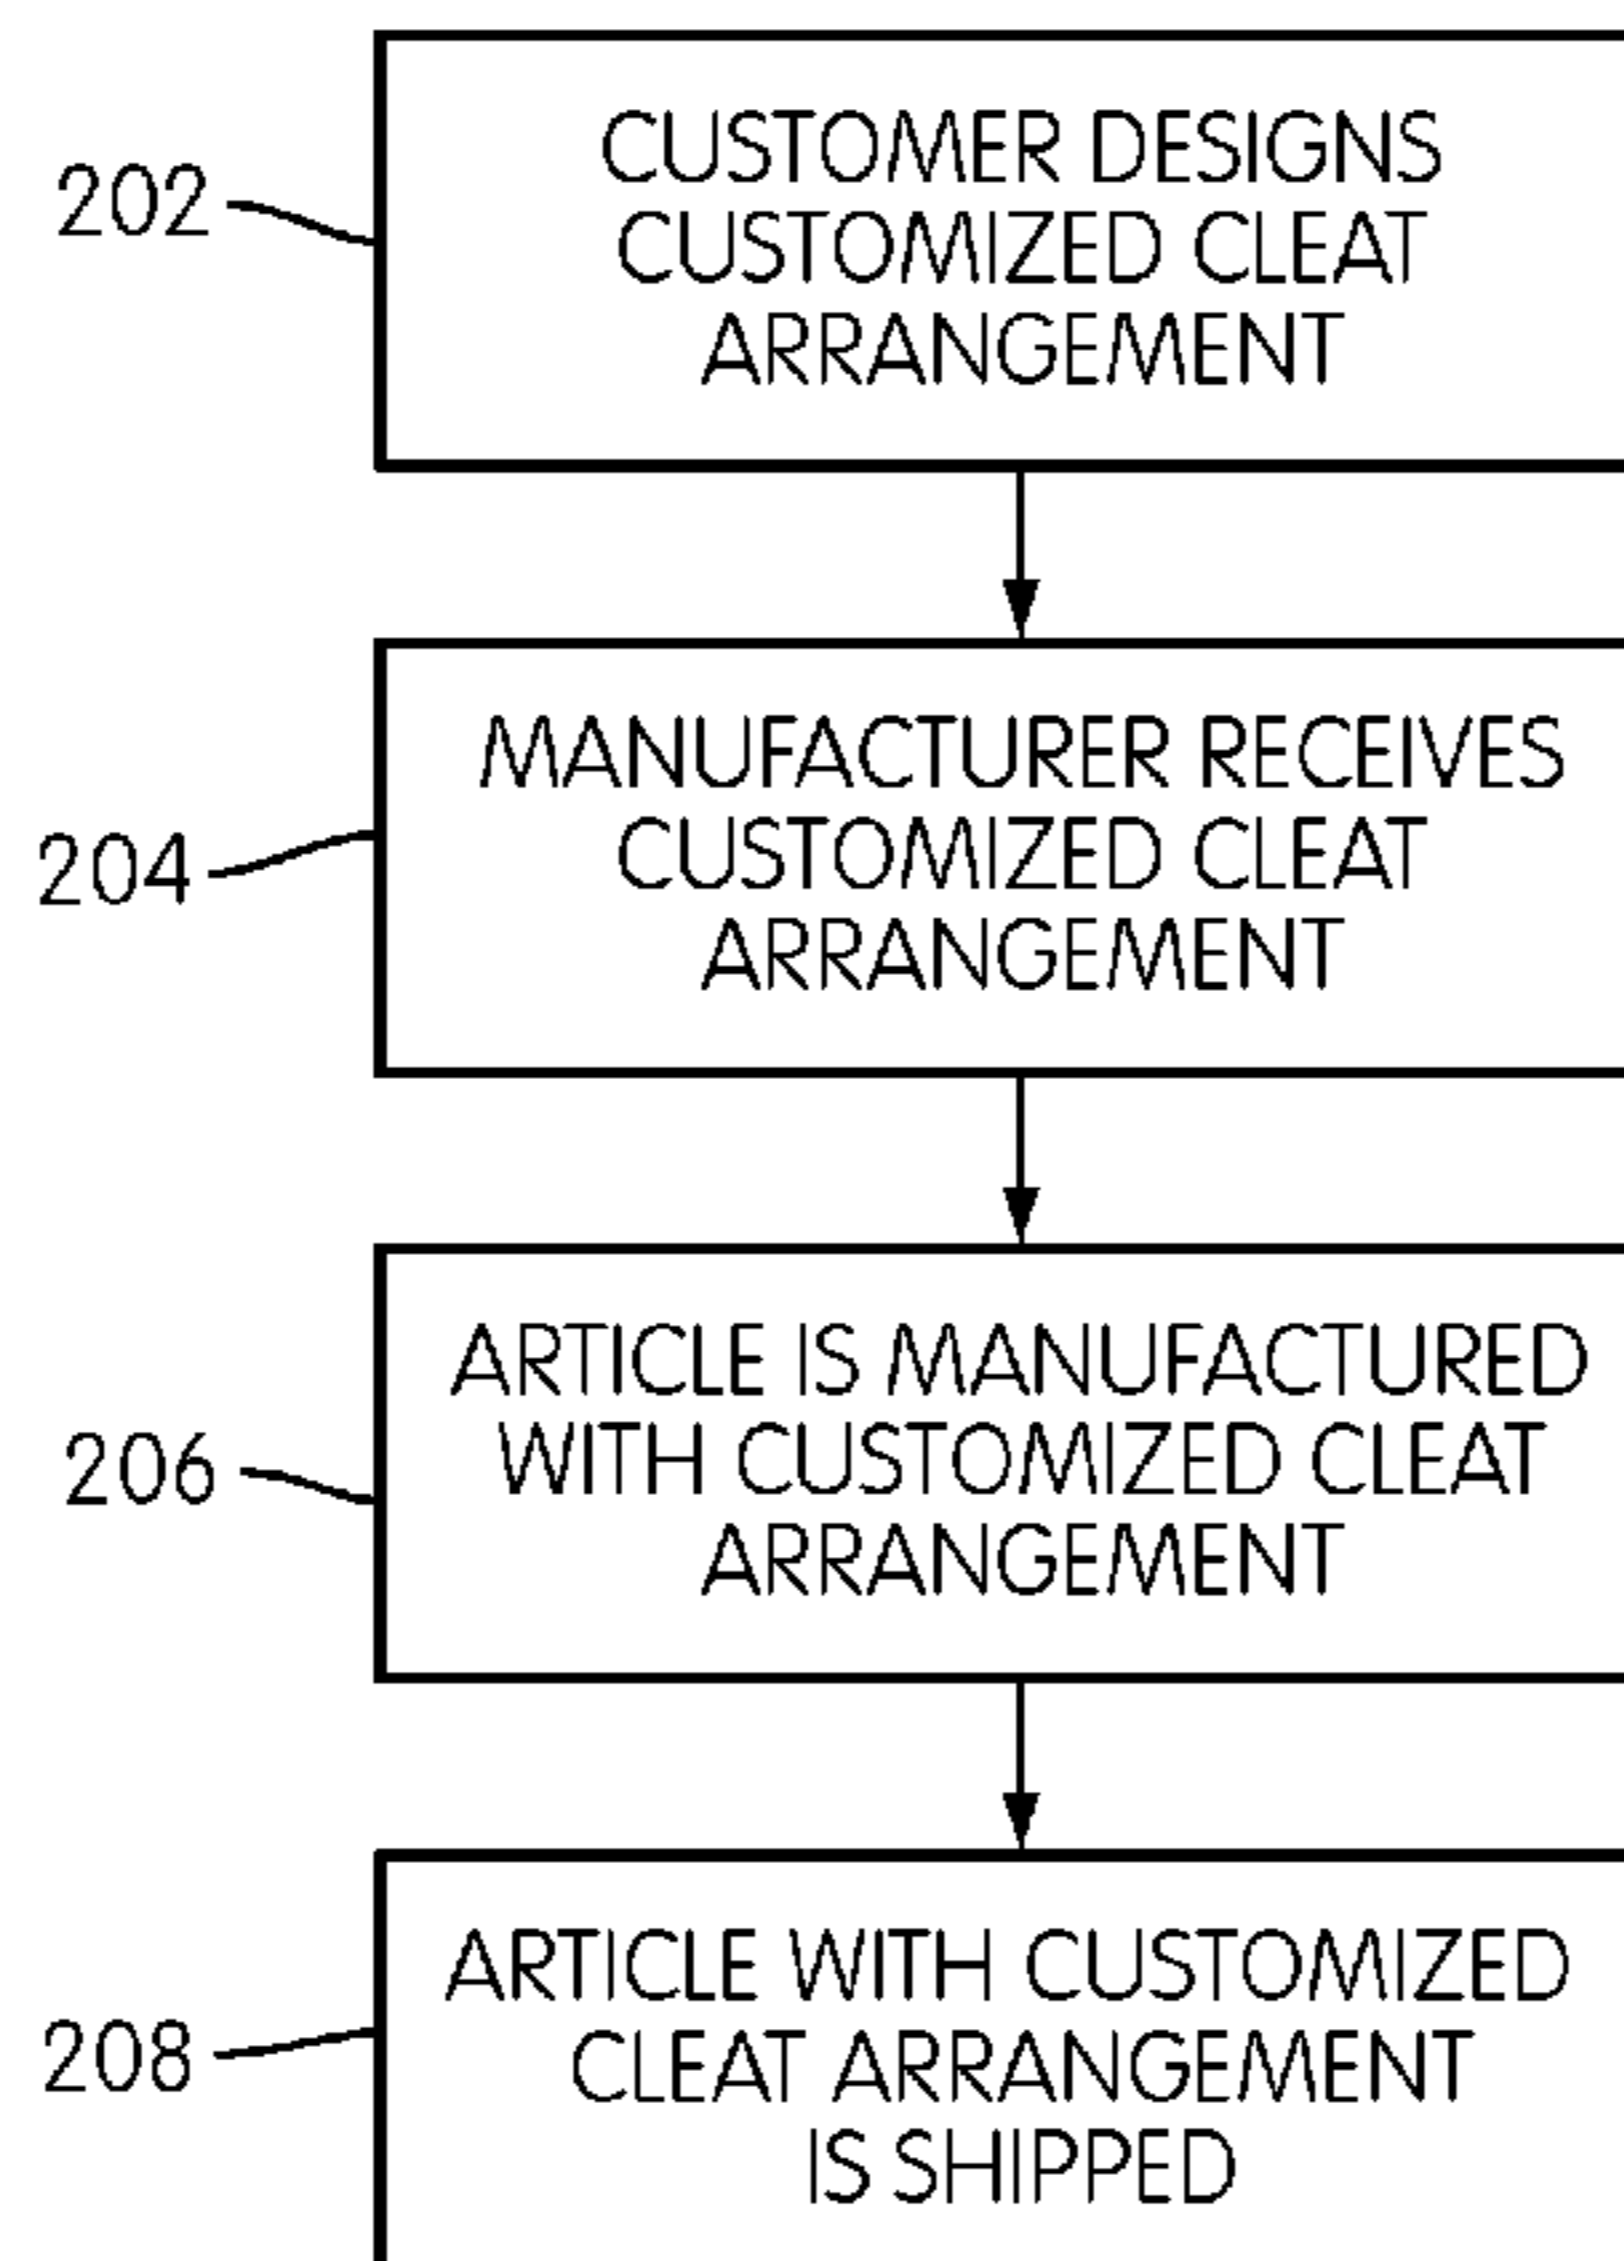 202
CUSTOMER DESIGNS
CUSTOMIZED CLEAT
ARRANGEMENT
204
MANUFACTURER RECEIVES
CUSTOMIZED CLEAT
ARRANGEMENT
206
ARTICLE IS MANUFACTURED
WITH CUSTOMIZED CLEAT
ARRANGEMENT
208
ARTICLE WITH CUSTOMIZED
CLEAT ARRANGEMENT
IS SHIPPED